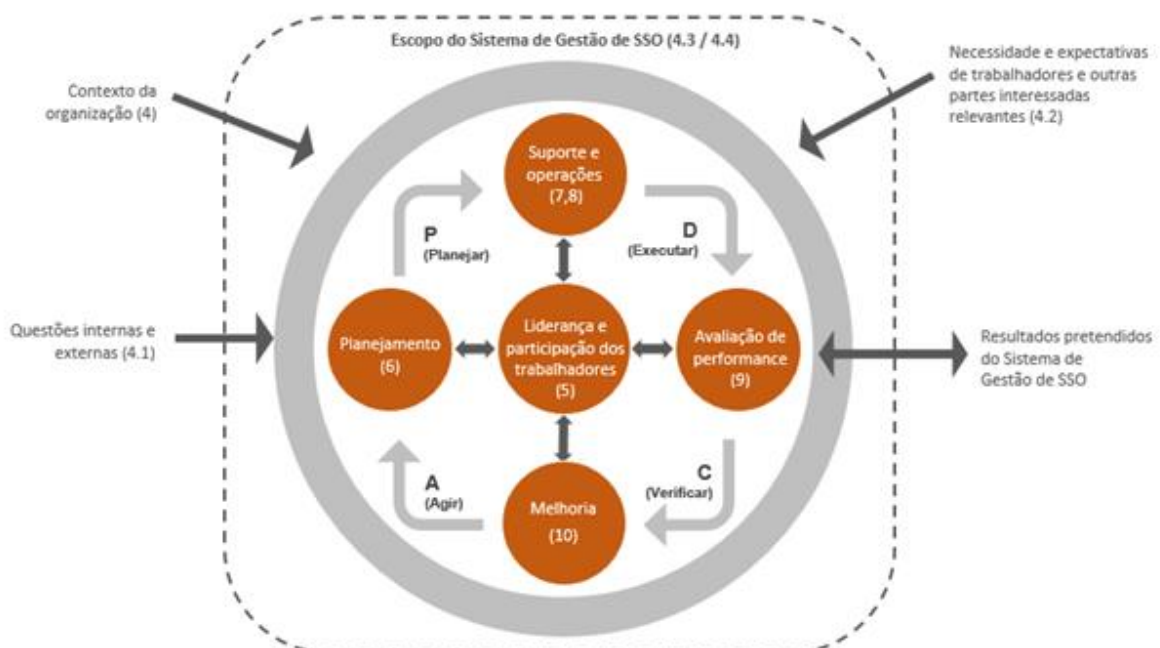 Escopo do Sistema de Gestão de SSO (4.3 / 4.4)
Contexto da
organização (4)
Necessidade e expectativas
de trabalhadores e outras
partes interessadas
relevantes (4.2)
Suporte e
operações
(7,8)
P
(Planejar)
D
(Executar)
Questões internas e
externas (4.1)
Planejamento
(6)
Liderança e
participação dos
trabalhadores
(5)
Avaliação de
performance
(9)
Resultados pretendidos
do Sistema de
Gestão de SSO
A
(Agir)
C
(Verificar)
Melhoria
(10)